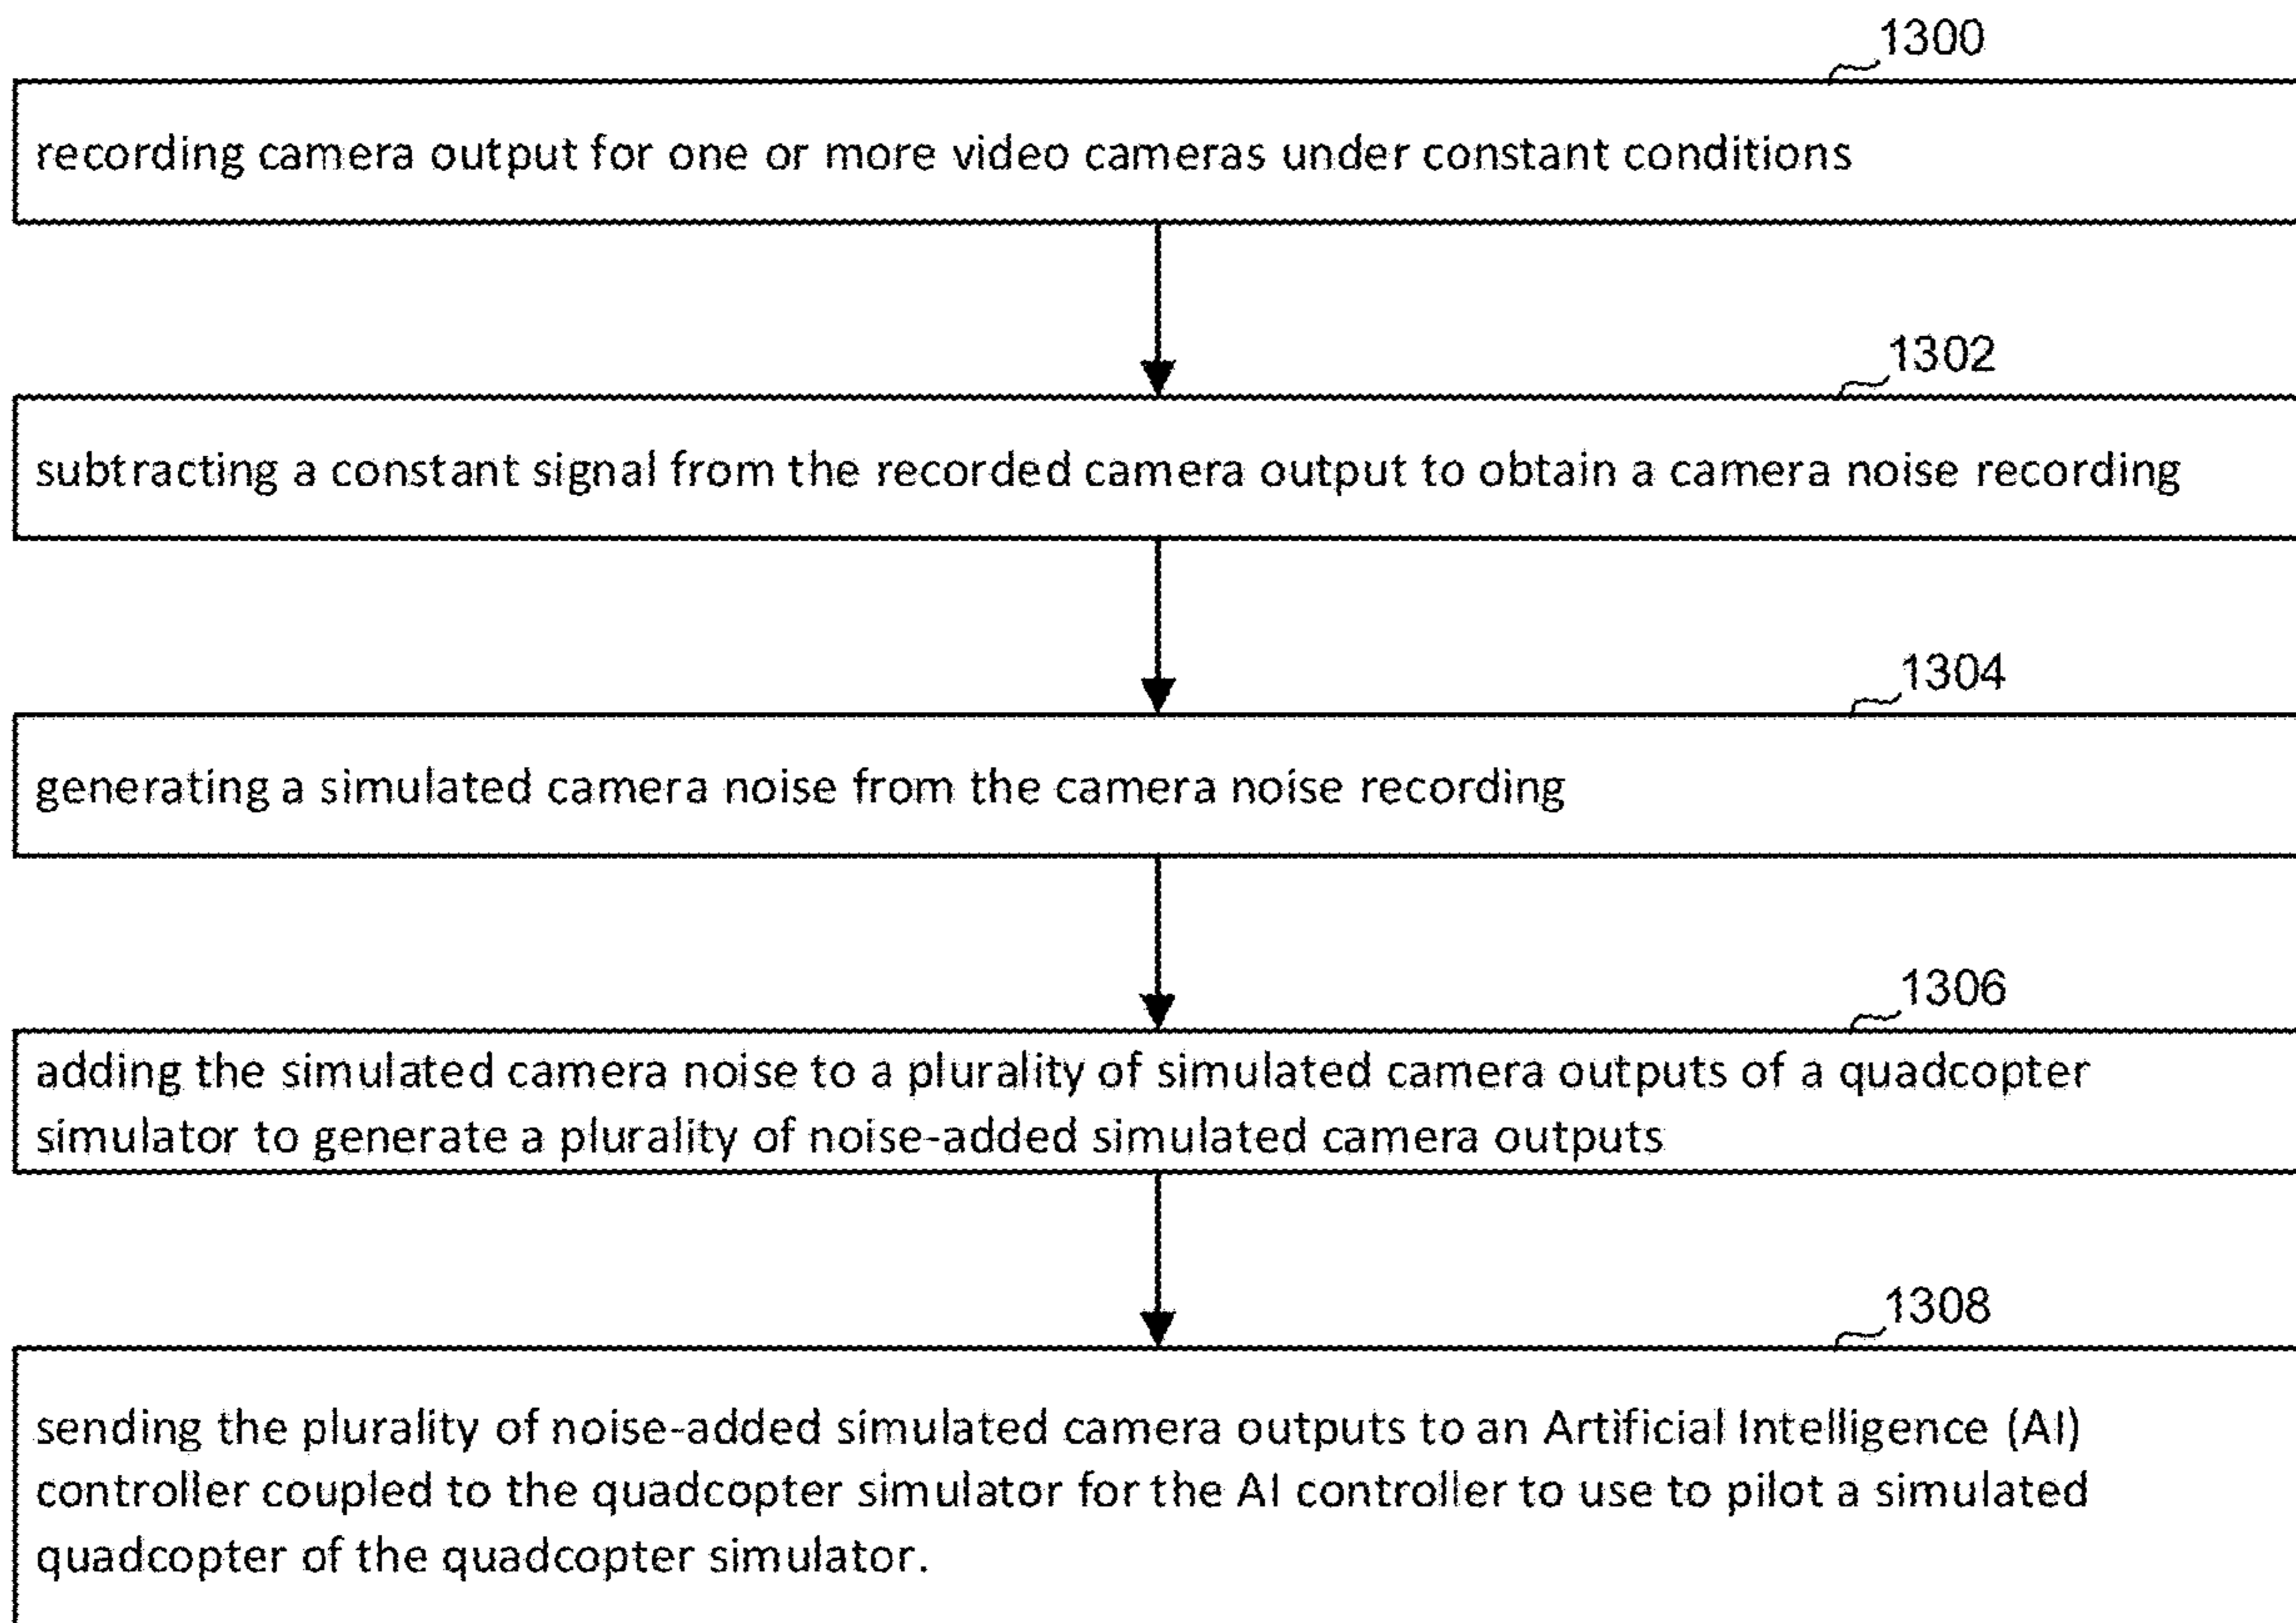 1300
recording camera output for one or more video cameras under constant conditions
1302
subtracting a constant signal from the recorded camera output to obtain a camera noise recording
1304
generating a simulated camera noise from the camera noise recording
1306
adding the simulated camera noise to a plurality of simulated camera outputs of a quadcopter
simulator to generate a plurality of noise-added simulated camera outputs
1308
sending the plurality of noise-added simulated camera outputs to an Artificial Intelligence (AI)
controller coupled to the quadcopter simulator for the AI controller to use to pilot a simulated
quadcopter of the quadcopter simulator.